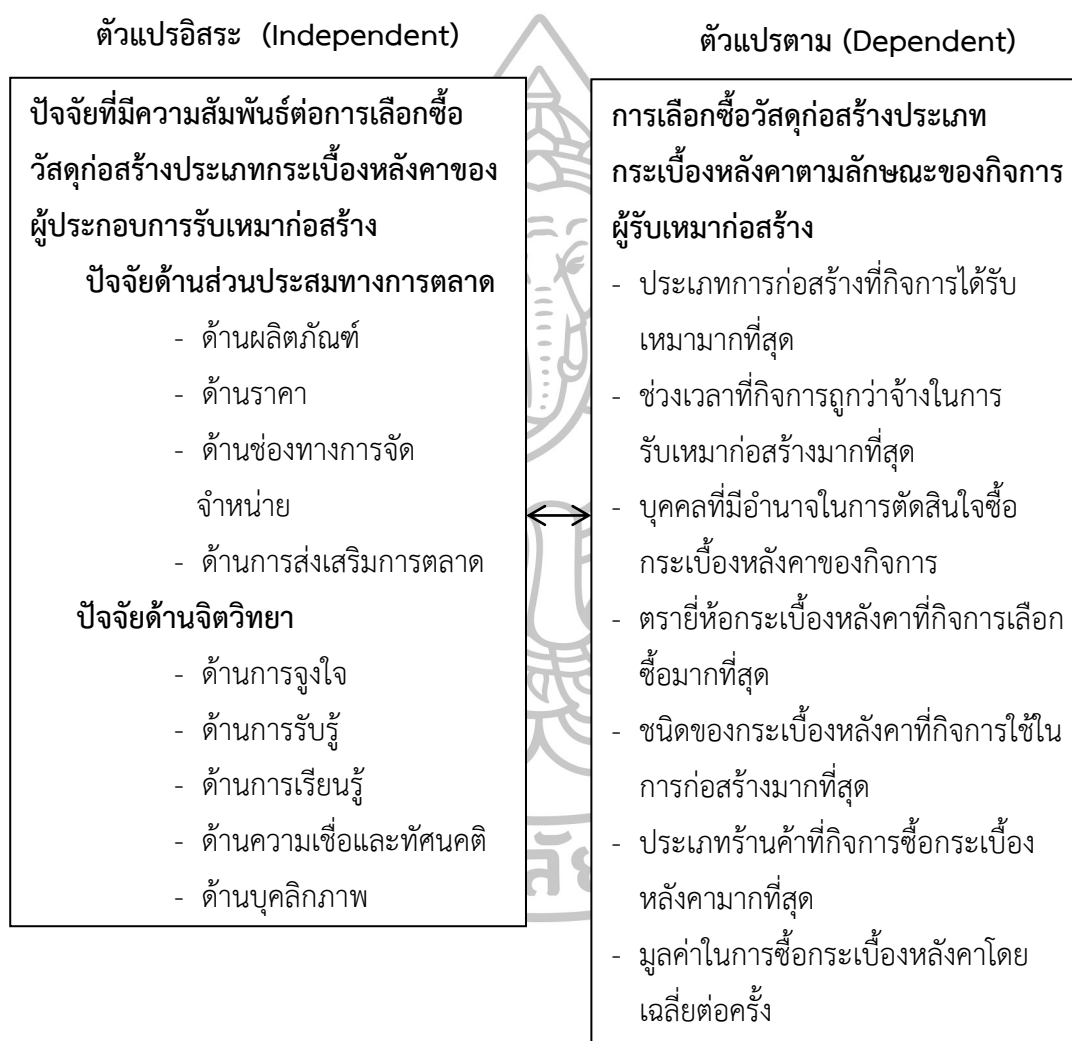 ตัวแปรอิสระ (Independent)
ปัจจัยที่มีความสัมพันธ์ต่อการเลือกซื้อ
วัสดุก่อสร้างประเภทกระเบื้องหลังคาของ
ผู้ประกอบการรับเหมาก่อสร้าง
ปัจจัยด้านส่วนประสมทางการตลาด
- ด้านผลิตภัณฑ์
- ด้านราคา
- ด้านช่องทางการจัด
จำหน่าย
- ด้านการส่งเสริมการตลาด
ปัจจัยด้านจิตวิทยา
- ด้านการจูงใจ
- ด้านการรับรู้
- ด้านการเรียนรู้
- ด้านความเชื่อและทัศนคติ
- ด้านบุคลิกภาพ
ตัวแปรตาม (Dependent)
การเลือกซื้อวัสดุก่อสร้างประเภท
กระเบื้องหลังคาตามลักษณะของกิจการ
ผู้รับเหมาก่อสร้าง
- ประเภทการก่อสร้างที่กิจการได้รับ
เหมามากที่สุด
- ช่วงเวลาที่กิจการถูกว่าจ้างในการ
รับเหมาก่อสร้างมากที่สุด
- บุคคลที่มีอำนาจในการตัดสินใจซื้อ
กระเบื้องหลังคาของกิจการ
- ตรายี่ห้อกระเบื้องหลังคาที่กิจการเลือก
ซื้อมากที่สุด
- ชนิดของกระเบื้องหลังคาที่กิจการใช้ใน
การก่อสร้างมากที่สุด
- ประเภทร้านค้าที่กิจการซื้อกระเบื้อง
หลังคามากที่สุด
- มูลค่าในการซื้อกระเบื้องหลังคาโดย
เฉลี่ยต่อครั้ง